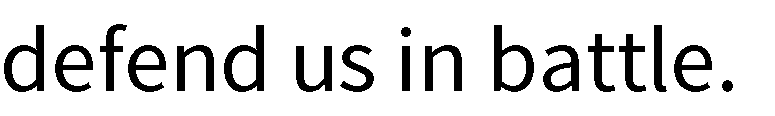 defend us in battle.